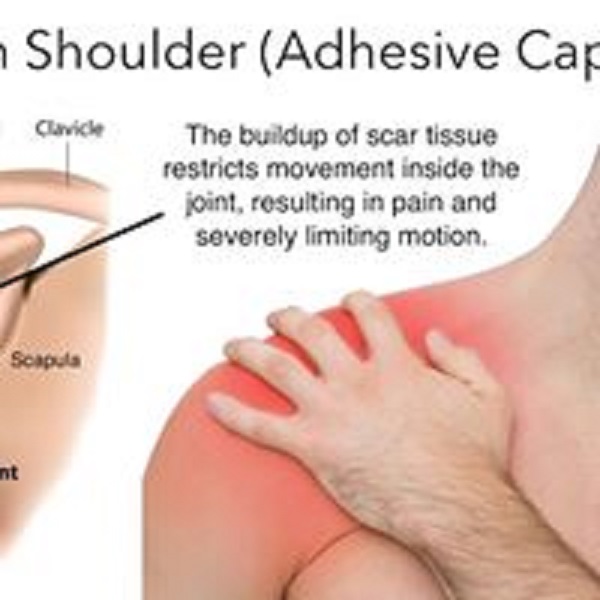 n Shoulder (Adhesive Cap
Clavicle
The buildup of scar tissue
restricts movement inside the
joint, resulting in pain and
severely limiting motion.
Scapula
nt